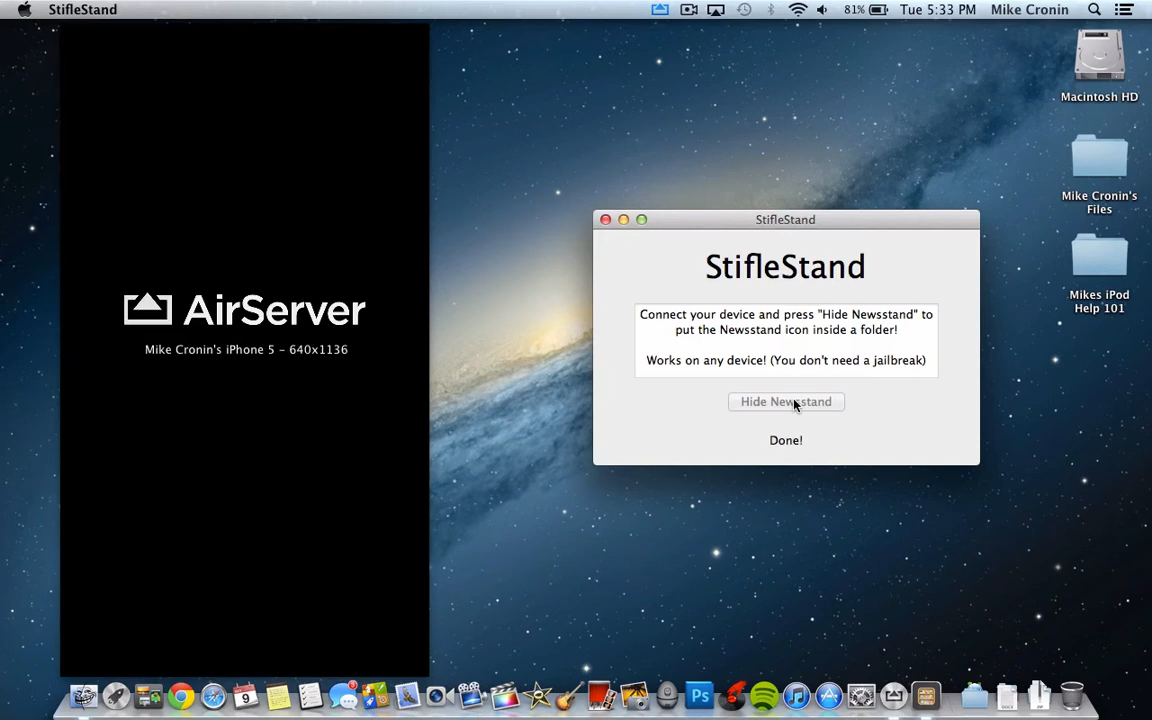 StifleStand
81%
Tue 5:33 PM
Mike Cronin
Macintosh HD
Mike Cronin's
Files
Mikes iPod
Help 101
AirServer
Mike Cronin's iPhone 5 - 640x1136
StifleStand
StifleStand
Connect your device and press "Hide Newsstand" to
put the Newsstand icon inside a folder!
Works on any device! (You don't need a jailbreak)
Hide Newsstand
Done!
9
Ps